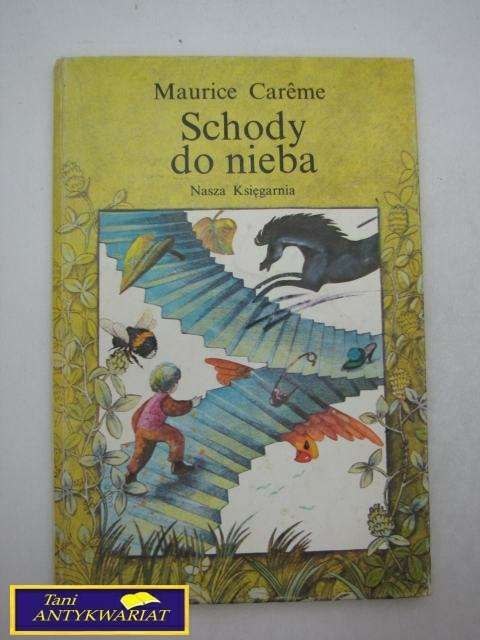 Maurice Carême
Schody
do nieba
Nasza Księgarnia
Tani
ANTYKWARIAT